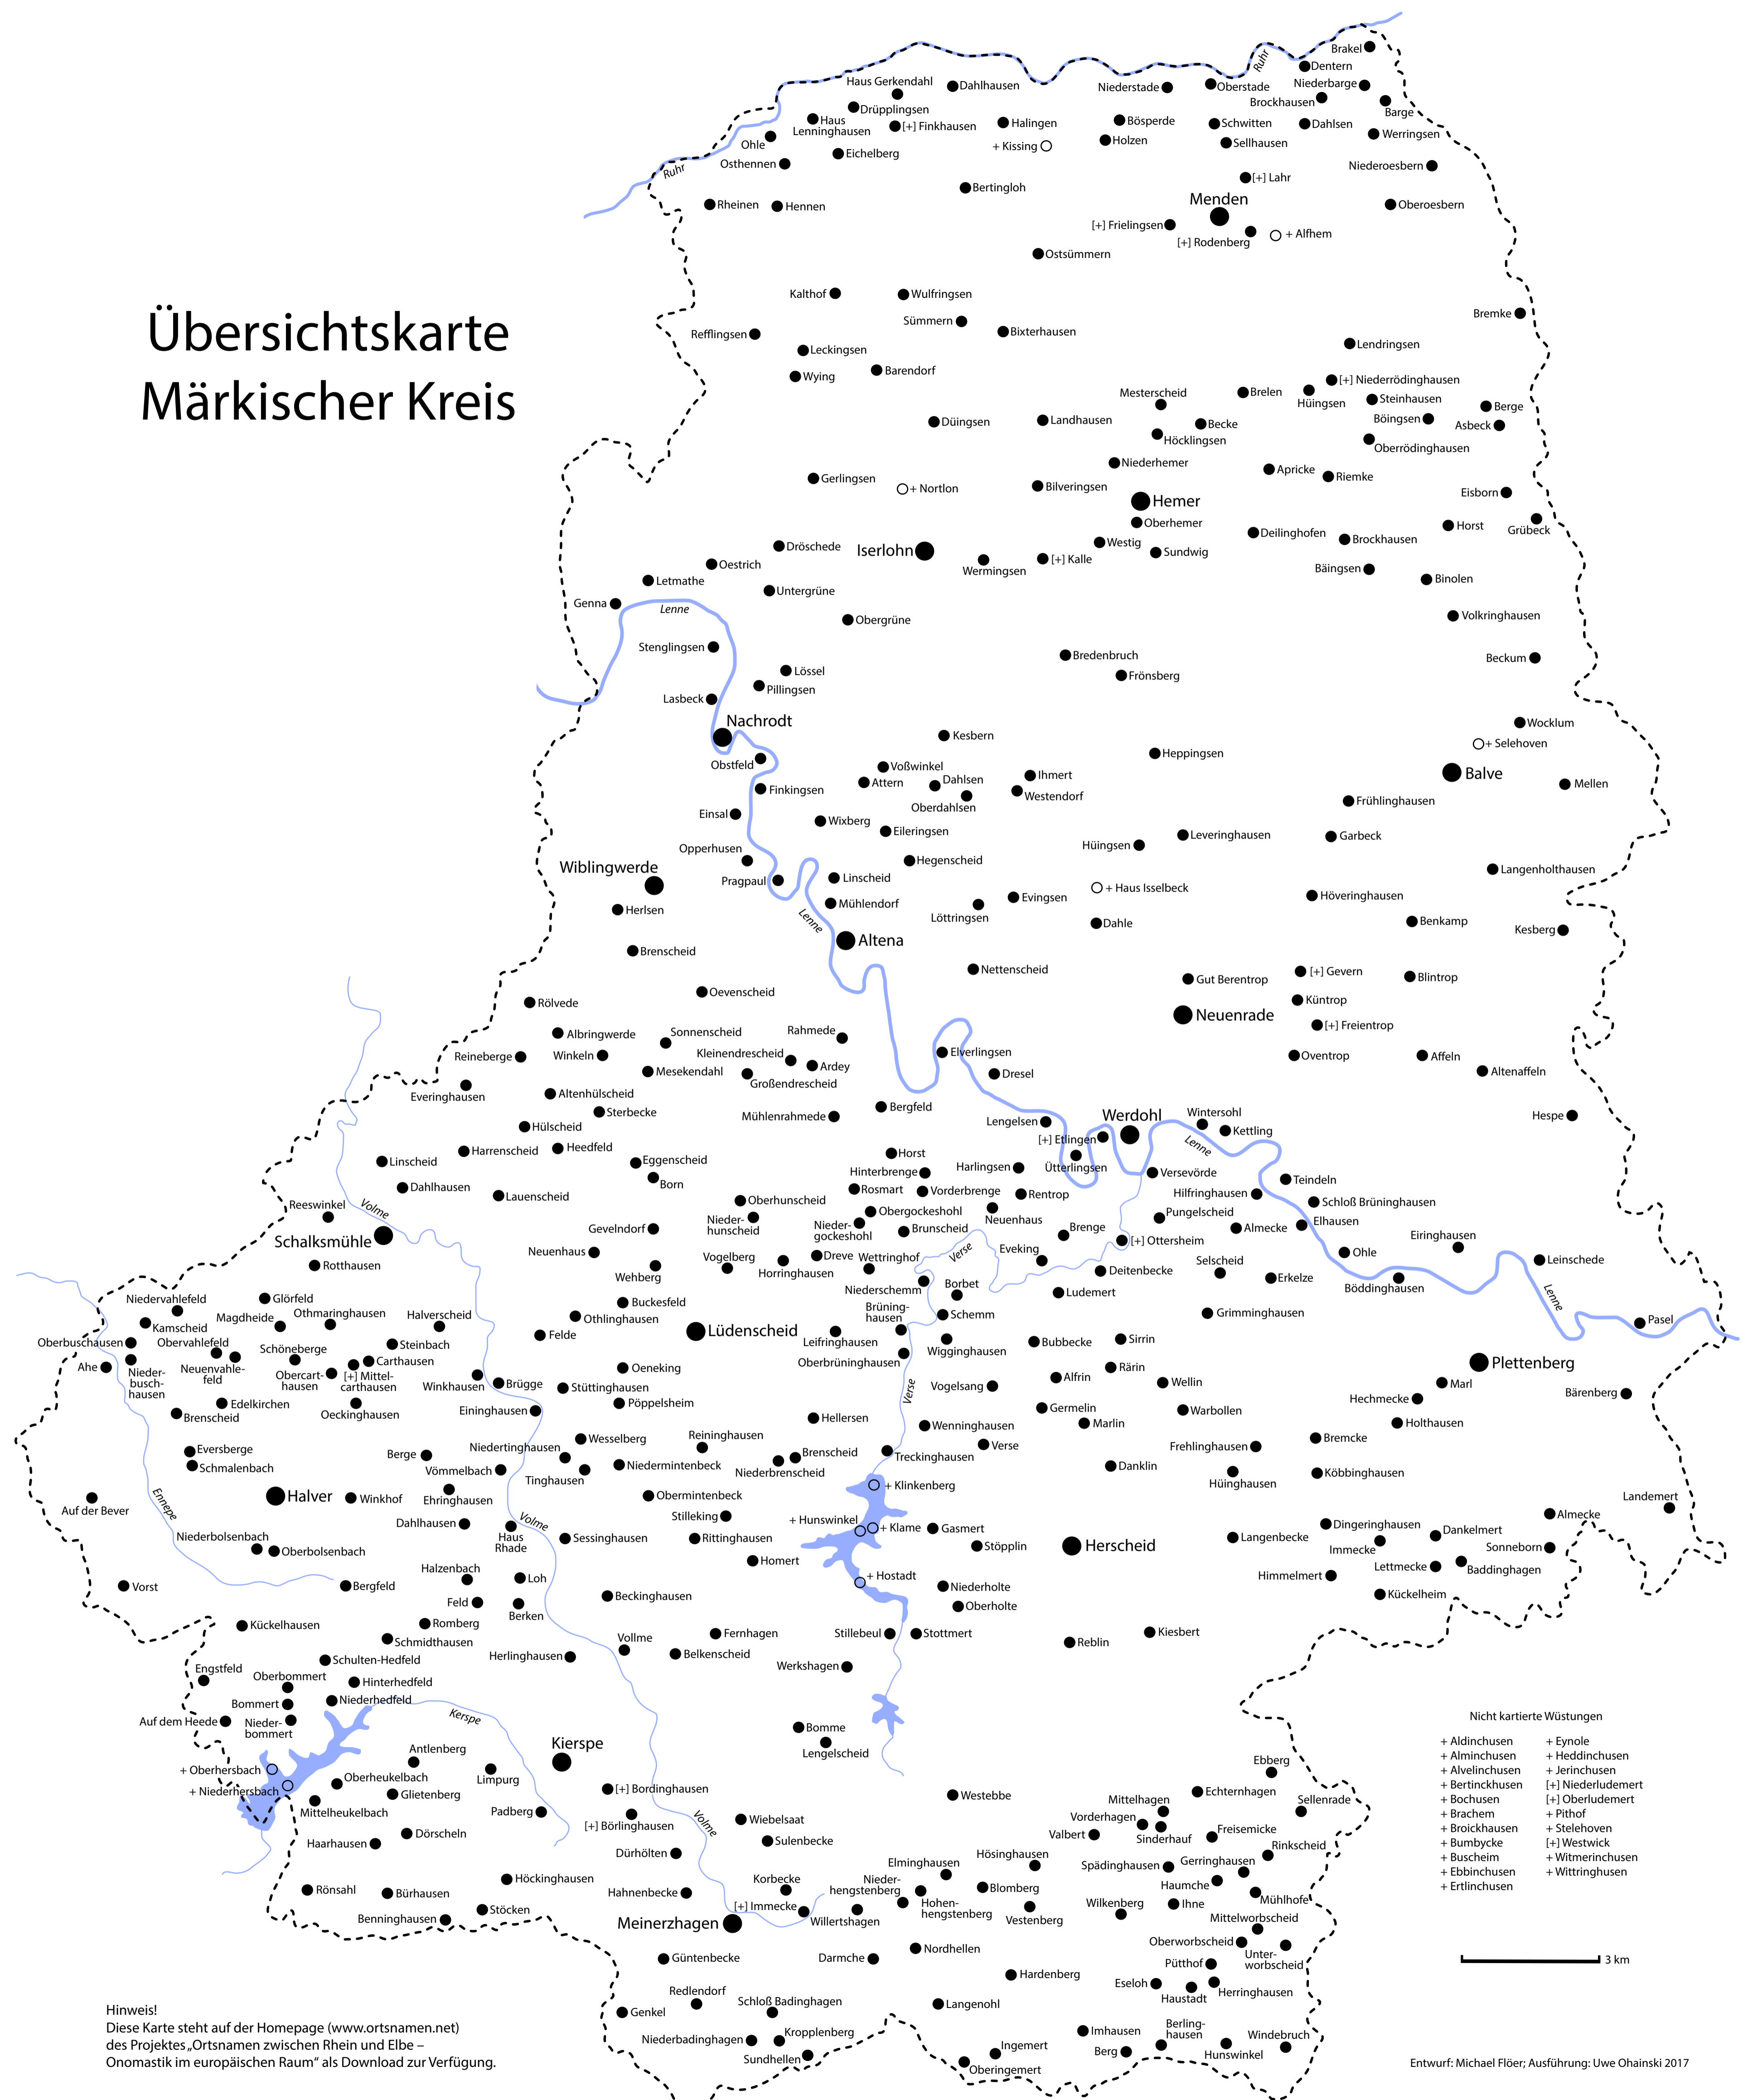 Übersichtskarte
Märkischer Kreis
Brakel
Dentern
Ruhr
Haus Gerkendahl
Dahlhausen
Niederstade
Oberstade
Niederbarge
Brockhausen
Barge
Drüpplingsen
Haus
Lenninghausen
[+] Finkhausen
Halingen
Bösperde
Schwitten
Dahlsen
Werringsen
Ohle
Eichelberg
+ Kissing
Holzen
Sellhausen
Osthennen
Ruhr
Niederoesbern
Bertingloh
[+] Lahr
Rheinen
Hennen
Menden
Oberoesbern
[+] Frielingsen
[+] Rodenberg
+ Alfhem
Ostsümmern
Kalthof
Wulfringsen
Bremke
Sümmern
Refflingsen
Bixterhausen
Leckingsen
Lendringsen
Wying
Barendorf
[+] Niederrödinghausen
Mesterscheid
Brelen
Hüingsen
Steinhausen
Berge
Düingsen
Landhausen
Becke
Böingsen
Asbeck
Höcklingsen
Oberrödinghausen
Niederhemer
Apricke
Riemke
Gerlingsen
+ Nortlon
Bilveringsen
Hemer
Eisborn
Oberhemer
Horst
Grübeck
Deilinghofen
Brockhausen
Dröschede
Iserlohn
Westig
Sundwig
Oestrich
Wermingsen
[+] Kalle
Bäingsen
Binolen
Letmathe
Untergrüne
Genna
Lenne
Obergrüne
Volkringhausen
Stenglingsen
Bredenbruch
Beckum
Lössel
Frönsberg
Pillingsen
Lasbeck
Nachrodt
Wocklum
Kesbern
+ Selehoven
Heppingsen
Obstfeld
Voßwinkel
Balve
Attern
Dahlsen
Ihmert
Mellen
Finkingsen
Oberdahlsen
Westendorf
Frühlinghausen
Einsal
Wixberg
Eileringsen
Leveringhausen
Garbeck
Opperhusen
Hüingsen
Hegenscheid
Wiblingwerde
Langenholthausen
Pragpaul
Linscheid
+ Haus Isselbeck
Evingsen
Höveringhausen
Herlsen
Mühlendorf
Löttringsen
Lenne
Dahle
Benkamp
Kesberg
Altena
Brenscheid
Nettenscheid
Gut Berentrop
[+] Gevern
Blintrop
Oevenscheid
Rölvede
Küntrop
Neuenrade
[+] Freientrop
Albringwerde
Sonnenscheid
Rahmede
Reineberge
Winkeln
Kleinendrescheid
Elverlingsen
Oventrop
Affeln
Ardey
Mesekendahl
Großendrescheid
Dresel
Altenaffeln
Everinghausen
Altenhülscheid
Sterbecke
Mühlenrahmede
Bergfeld
Lengelsen
Werdohl
Wintersohl
Hespe
Hülscheid
[+] Etlingen
Kettling
Lenne
Harrenscheid
Heedfeld
Horst
Linscheid
Eggenscheid
Hinterbrenge
Harlingsen
Ütterlingsen
Versevörde
Born
Teindeln
Dahlhausen
Rosmart
Vorderbrenge
Rentrop
Hilfringhausen
Lauenscheid
Oberhunscheid
Schloß Brüninghausen
Reeswinkel
Volme
Nieder-
hunscheid
Obergockeshohl
Neuenhaus
Pungelscheid
Elhausen
Nieder-
gockeshohl
Gevelndorf
Brunscheid
Brenge
Almecke
Schalksmühle
[+] Ottersheim
Eiringhausen
Neuenhaus
Verse
Eveking
Ohle
Rotthausen
Vogelberg
Dreve
Wettringhof
Selscheid
Leinschede
Horringhausen
Deitenbecke
Wehberg
Erkelze
Niederschemm
Borbet
Böddinghausen
Niedervahlefeld
Glörfeld
Buckesfeld
Ludemert
Lenne
Magdheide
Othmaringhausen
Halverscheid
Othlinghausen
Brüning-
hausen
Schemm
Grimminghausen
Pasel
Kamscheid
Felde
Lüdenscheid
Oberbuschausen
Obervahlefeld
Steinbach
Leifringhausen
Wigginghausen
Bubbecke
Sirrin
Ahe
Nieder-
busch-
hausen
Neuenvahle-
feld
Schöneberge
Carthausen
Oberbrüninghausen
Plettenberg
Obercart-
hausen
[+] Mittel-
carthausen
Oeneking
Rärin
Winkhausen
Brügge
Stüttinghausen
Alfrin
Wellin
Marl
Vogelsang
Verse
Hechmecke
Bärenberg
Edelkirchen
Pöppelsheim
Brenscheid
Oeckinghausen
Eininghausen
Germelin
Warbollen
Hellersen
Wenninghausen
Marlin
Holthausen
Wesselberg
Reininghausen
Bremcke
Eversberge
Niedertinghausen
Verse
Frehlinghausen
Berge
Brenscheid
Treckinghausen
Schmalenbach
Vömmelbach
Tinghausen
Niedermintenbeck
Niederbrenscheid
Danklin
Hüinghausen
Köbbinghausen
+ Klinkenberg
Auf der Bever
Ennepe
Halver
Winkhof
Ehringhausen
Obermintenbeck
Landemert
Stilleking
+ Hunswinkel
Almecke
Dahlhausen
Haus
Rhade
Volme
+ Klame
Gasmert
Dingeringhausen
Dankelmert
Niederbolsenbach
Sessinghausen
Rittinghausen
Langenbecke
Immecke
Stöpplin
Herscheid
Sonneborn
Oberbolsenbach
Homert
Lettmecke
Baddinghagen
Halzenbach
Loh
+ Hostadt
Himmelmert
Vorst
Bergfeld
Niederholte
Kückelheim
Beckinghausen
Feld
Berken
Oberholte
Kückelhausen
Romberg
Schmidthausen
Vollme
Fernhagen
Stillebeul
Stottmert
Kiesbert
Reblin
Herlinghausen
Belkenscheid
Schulten-Hedfeld
Werkshagen
Engstfeld
Oberbommert
Hinterhedfeld
Bommert
Niederhedfeld
Auf dem Heede
Nieder-
bommert
Kerspe
Bomme
Nicht kartierte Wüstungen
Kierspe
Lengelscheid
Antlenberg
+ Oberhersbach
Limpurg
Ebberg
+ Niederhersbach
Oberheukelbach
Glietenberg
[+] Bordinghausen
Westebbe
Echternhagen
Mittelheukelbach
Padberg
Mittelhagen
Sellenrade
[+] Börlinghausen
Volme
Wiebelsaat
Vorderhagen
Dörscheln
Valbert
Sinderhauf
Freisemicke
Haarhausen
Sulenbecke
Dürhölten
Hösinghausen
Rinkscheid
Elminghausen
Spädinghausen
Gerringhausen
Höckinghausen
Korbecke
Nieder-
hengstenberg
Blomberg
Haumche
Rönsahl
Bürhausen
Hahnenbecke
Mühlhofe
Hohen-
hengstenberg
Wilkenberg
Ihne
[+] Immecke
Stöcken
Benninghausen
Meinerzhagen
Willertshagen
Vestenberg
Mittelworbscheid
Oberworbscheid
Nordhellen
Unter-
worbscheid
Güntenbecke
Darmche
Pütthof
Hardenberg
Eseloh
Redlendorf
Haustadt
Herringhausen
Schloß Badinghagen
Genkel
Langenohl
Niederbadinghagen
Kropplenberg
Imhausen
Berling-
hausen
Windebruch
Sundhellen
Ingemert
Berg
Hunswinkel
Oberingemert
+ Aldinchusen
+ Alminchusen
+ Alvelinchusen
+ Bertinckhusen
+ Bochusen
+ Brachem
+ Broickhausen
+ Bumbycke
+ Buscheim
+ Ebbinchusen
+ Ertlinchusen
+ Eynole
+ Heddinchusen
+ Jerinchusen
[+] Niederludemert
[+] Oberludemert
+ Pithof
+ Stelehoven
[+] Westwick
+ Witmerinchusen
+ Wittringhusen
3 km
Hinweis!
Diese Karte steht auf der Homepage (www.ortsnamen.net)
des Projektes „Ortsnamen zwischen Rhein und Elbe –
Onomastik im europäischen Raum“ als Download zur Verfügung.
Entwurf: Michael Flöer; Ausführung: Uwe Ohainski 2017